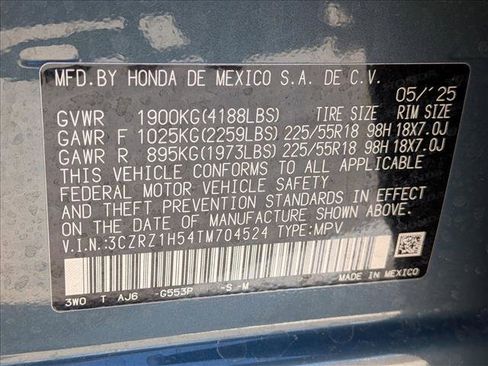 MFD.BY HONDA DE MEXICO S.A. DE C.V.
05/'25
GVWR 1900KG(4188LBS) TIRE SIZE RIM SIZE
GAWR F 1025KG(2259LBS) 225/55R18 98H 18X7.0J
GAWR R 895KG(1973LBS) 225/55R18 98H 18X7.0J
THIS VEHICLE CONFORMS TO ALL APPLICABLE
FEDERAL MOTOR VEHICLE SAFETY STANDARDS IN EFFECT
ON THE DATE OF MANUFACTURE SHOWN ABOVE.
V.I.N.:3CZRZ1H54TM704524 TYPE:MPV
3WO T AJ6 -G553P -S-M
MADE IN MEXICO